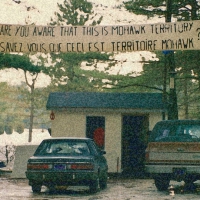 ARE YOU AWARE THAT THIS IS MOHAWK TERRITORY
SAVEZ VOUS QUE CECI EST TERRITOIRE MOHAWK
?